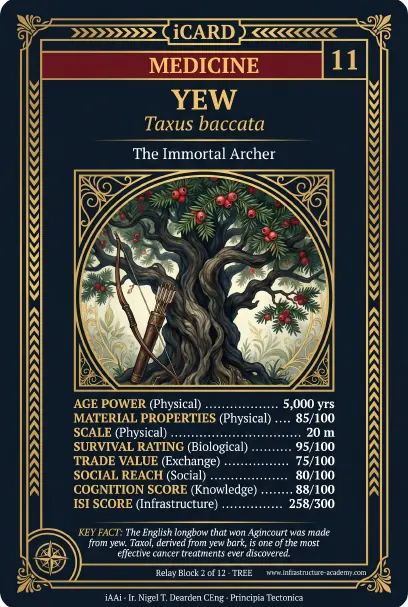 iCARD
MEDICINE 11
YEW
Taxus baccata
The Immortal Archer
AGE POWER (Physical) .................. 5,000 yrs
MATERIAL PROPERTIES (Physical) .... 85/100
SCALE (Physical) ................................ 20 m
SURVIVAL RATING (Biological) ......... 95/100
TRADE VALUE (Exchange) ............... 75/100
SOCIAL REACH (Social) ................... 80/100
COGNITION SCORE (Knowledge) ........ 88/100
ISI SCORE (Infrastructure) ............. 258/300
KEY FACT: The English longbow that won Agincourt was made
from yew. Taxol, derived from yew bark, is one of the most
effective cancer treatments ever discovered.
Relay Block 2 of 12 - TREE www.infrastructure-academy.com
iAAi - Ir. Nigel T. Dearden CEng - Principia Tectonica